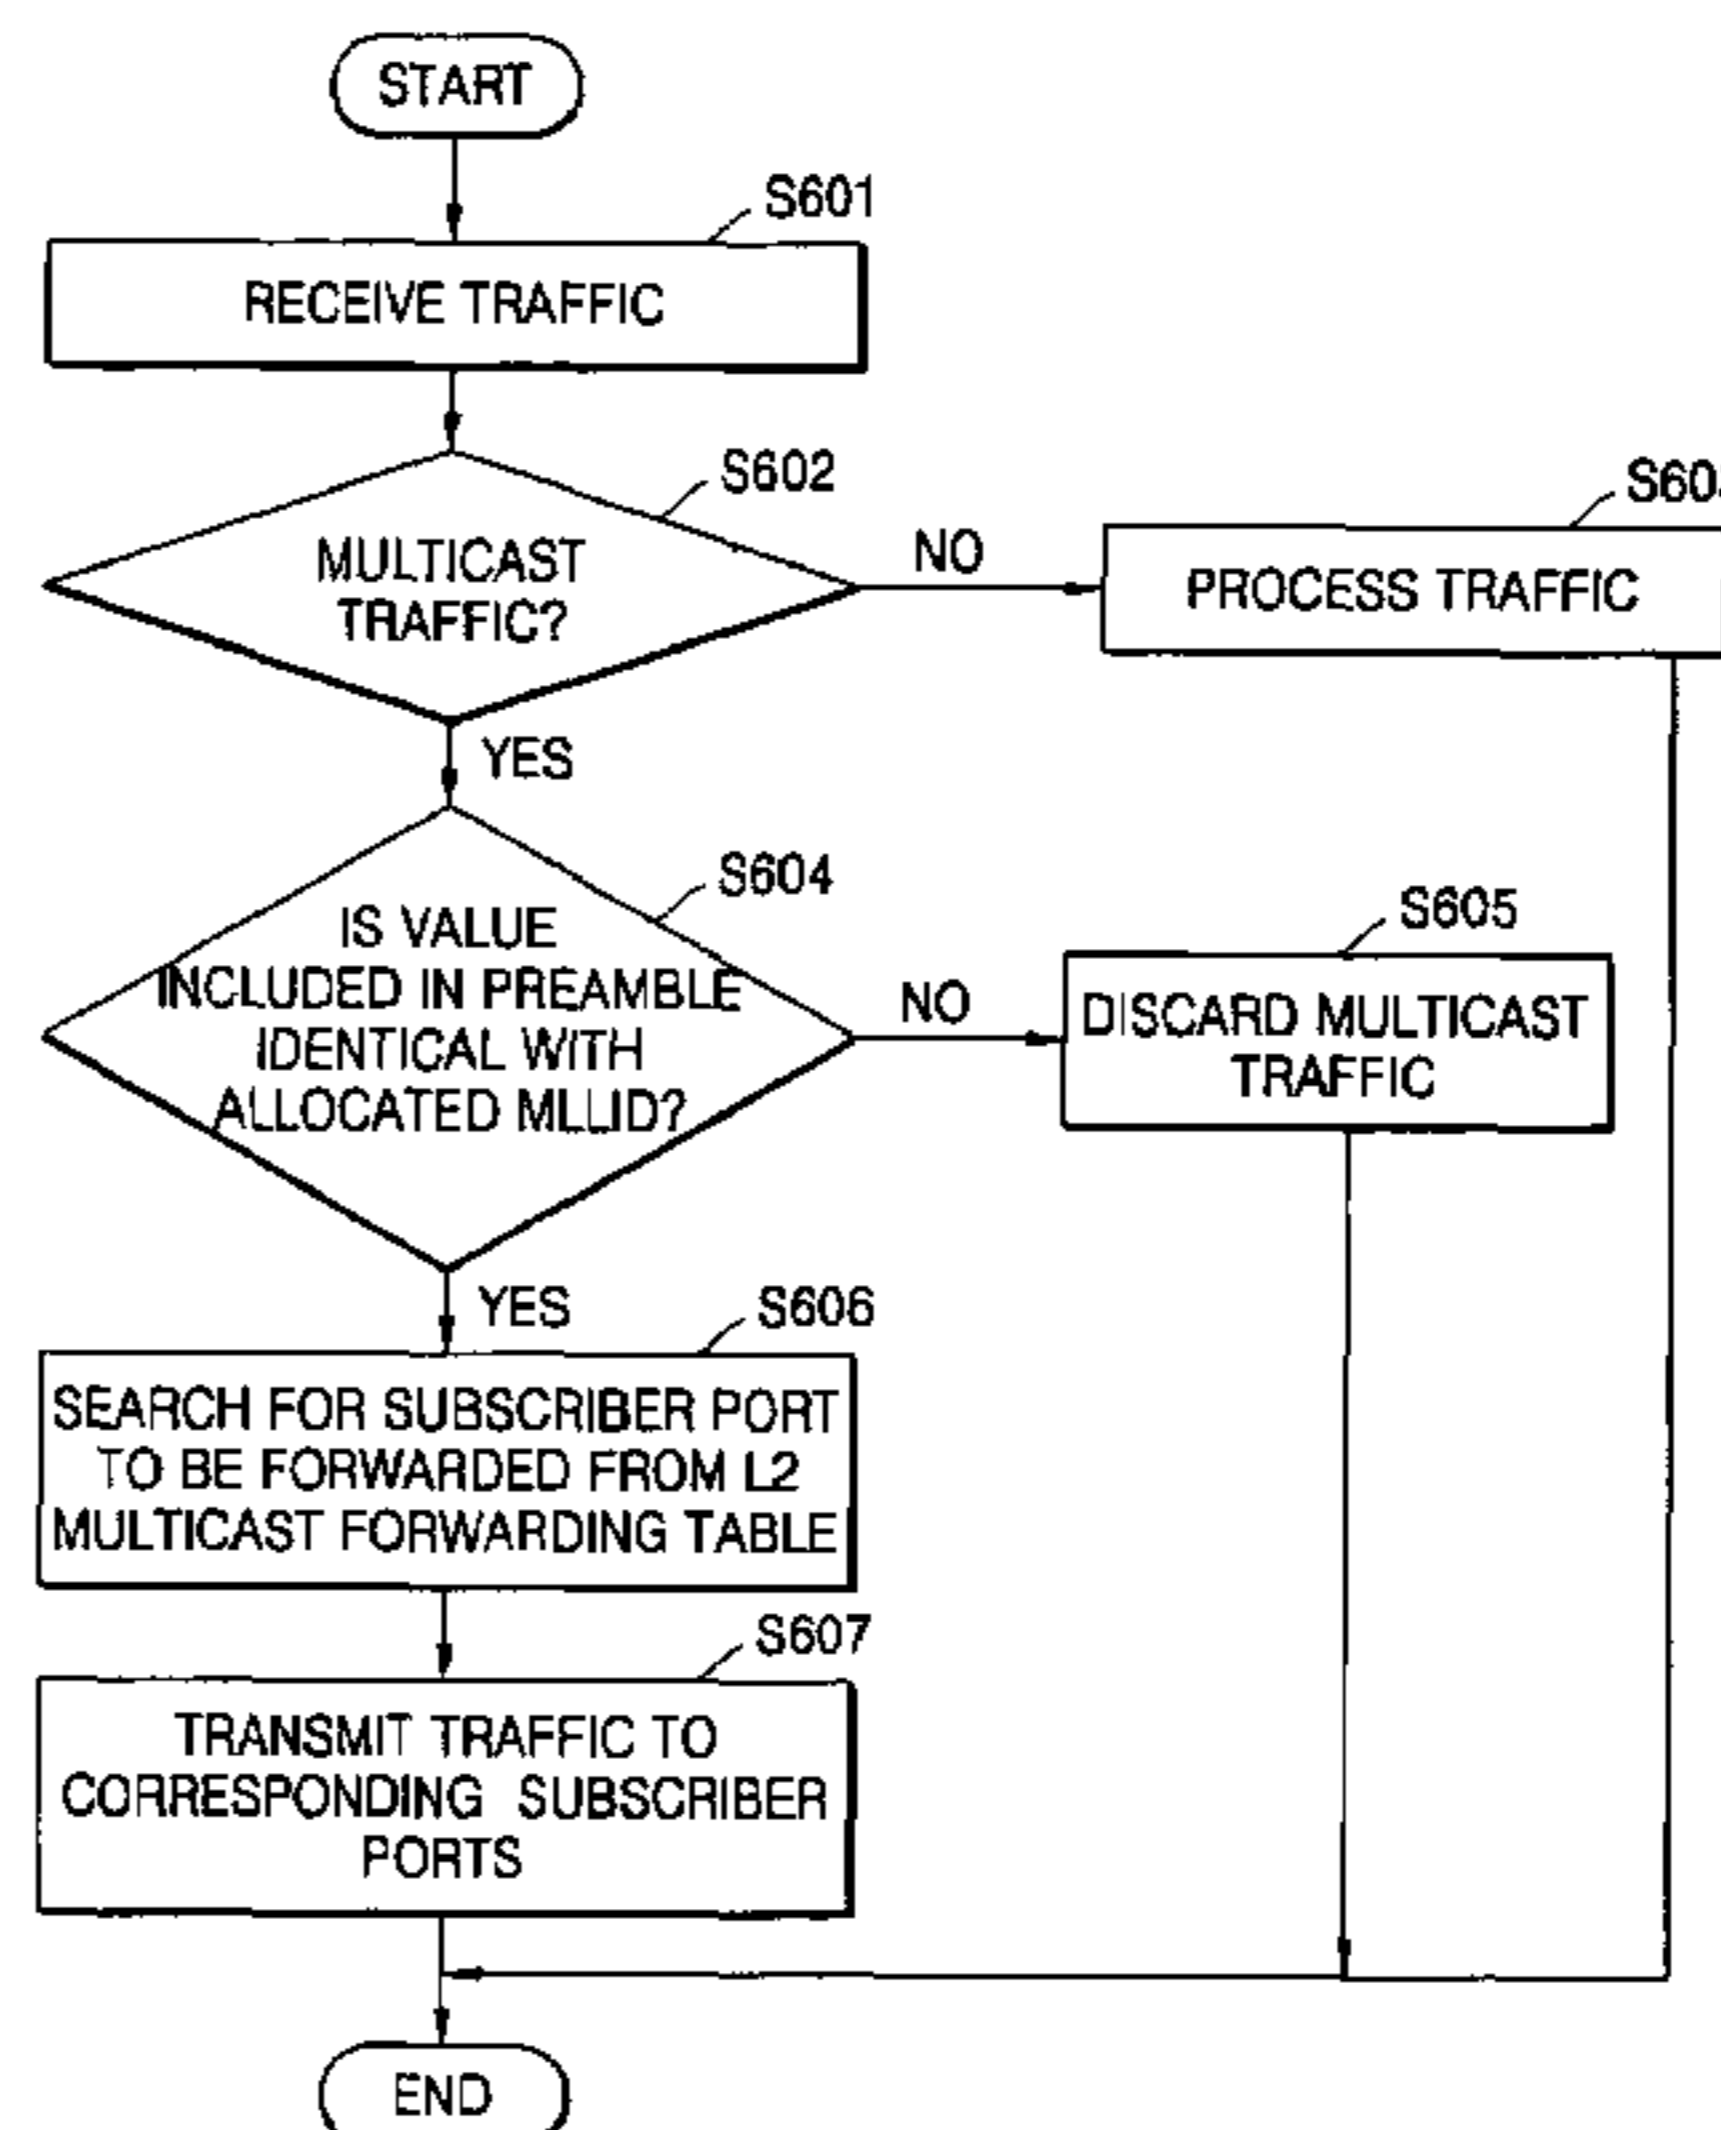 START
S601
RECEIVE TRAFFIC
S602
MULTICAST
TRAFFIC?
NO
PROCESS TRAFFIC
YES
S604
IS VALUE
INCLUDED IN PREAMBLE
IDENTICAL WITH
ALLOCATED MLLID?
NO
S605
DISCARD MULTICAST
TRAFFIC
YES
S606
SEARCH FOR SUBSCRIBER PORT
TO BE FORWARDED FROM L2
MULTICAST FORWARDING TABLE
S607
TRANSMIT TRAFFIC TO
CORRESPONDING SUBSCRIBER
PORTS
END